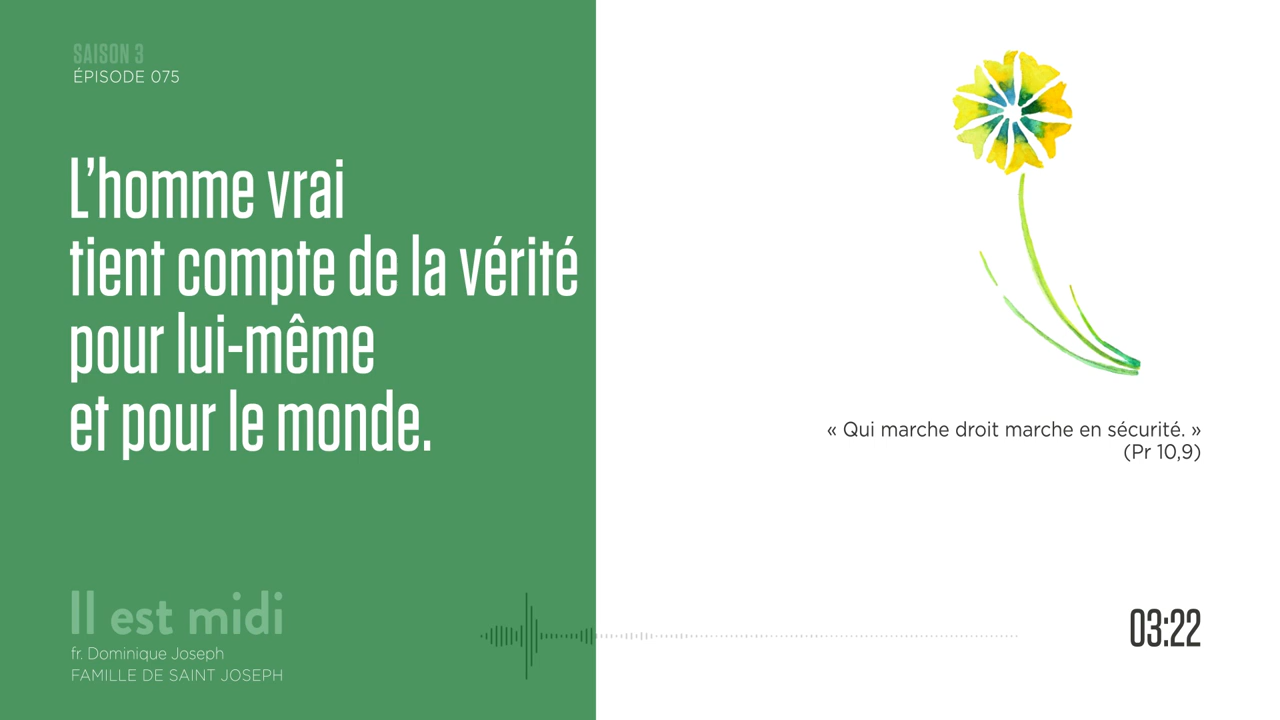 SAISON 3
ÉPISODE 075
L’homme vrai
tient compte de la vérité
pour lui-même
et pour le monde.
« Qui marche droit marche en sécurité. »
(Pr 10,9)
Il est midi
fr. Dominique Joseph
FAMILLE DE SAINT JOSEPH
03:22